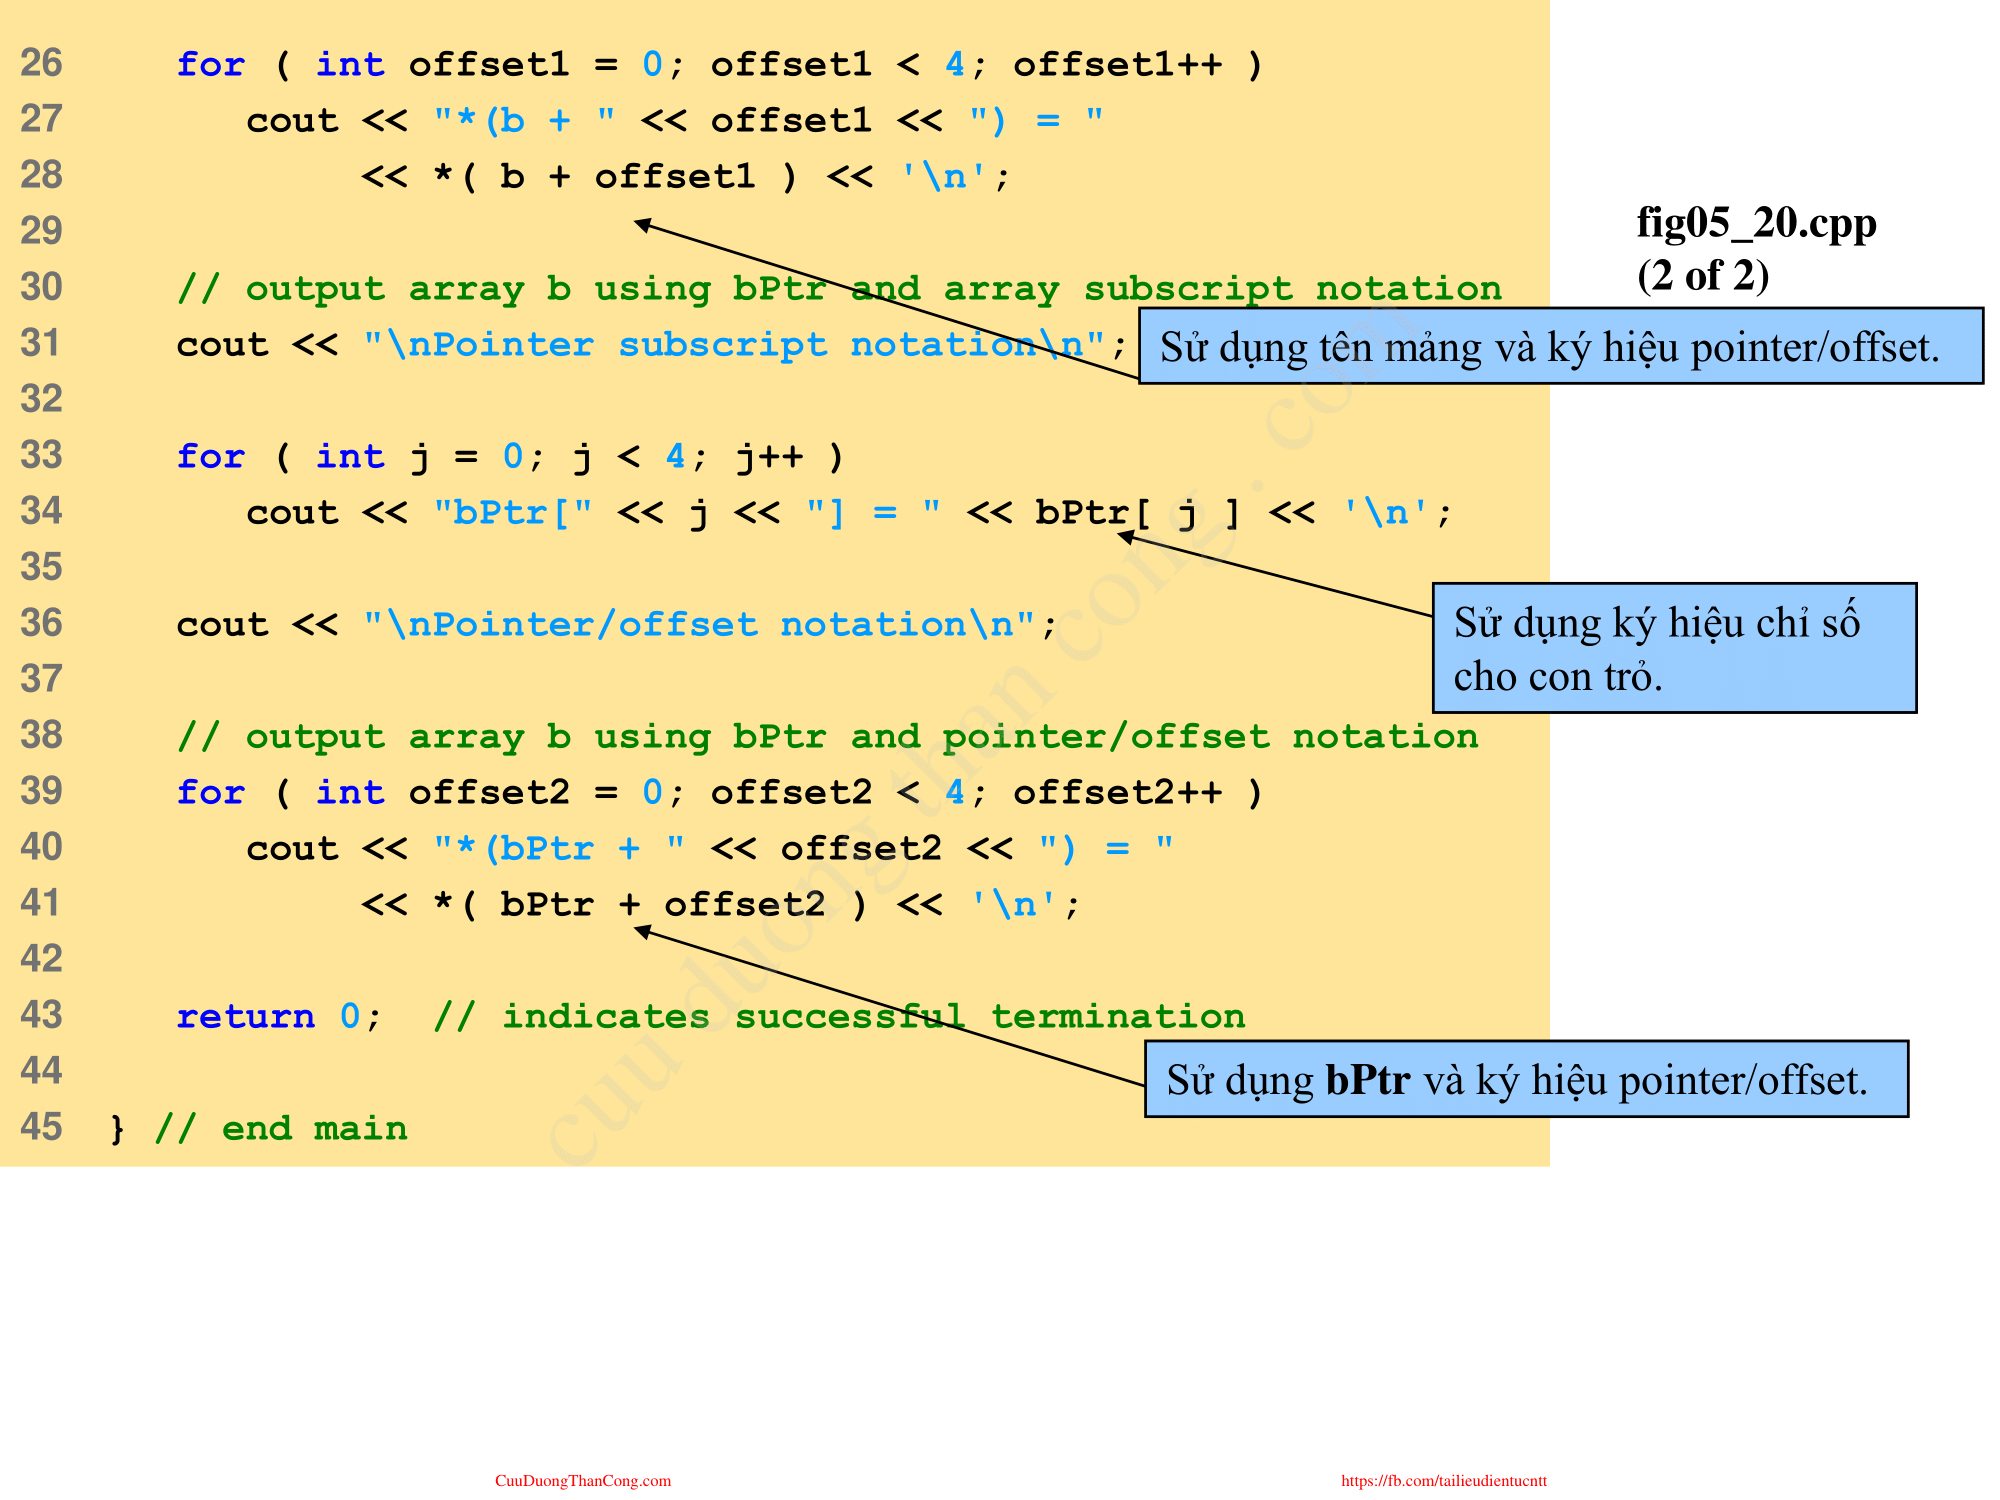 26 for ( int offset1 = 0; offset1 < 4; offset1++ )
27 cout << "*(b + " << offset1 << ") = "
28 << *( b + offset1 ) << '\n';
29
30 // output array b using bPtr and array subscript notation
31 cout << "\nPointer subscript notation\n";
32
33 for ( int j = 0; j < 4; j++ )
34 cout << "bPtr[" << j << "] = " << bPtr[ j ] << '\n';
35
36 cout << "\nPointer/offset notation\n";
37
38 // output array b using bPtr and pointer/offset notation
39 for ( int offset2 = 0; offset2 < 4; offset2++ )
40 cout << "*(bPtr + " << offset2 << ") = "
41 << *( bPtr + offset2 ) << '\n';
42
43 return 0; // indicates successful termination
44
45 } // end main
fig05_20.cpp
(2 of 2)
Sử dụng tên mảng và ký hiệu pointer/offset.
Sử dụng ký hiệu chỉ số
cho con trỏ.
Sử dụng bPtr và ký hiệu pointer/offset.
cuu duong than cong . com
CuuDuongThanCong.com
https://fb.com/tailieudientucntt